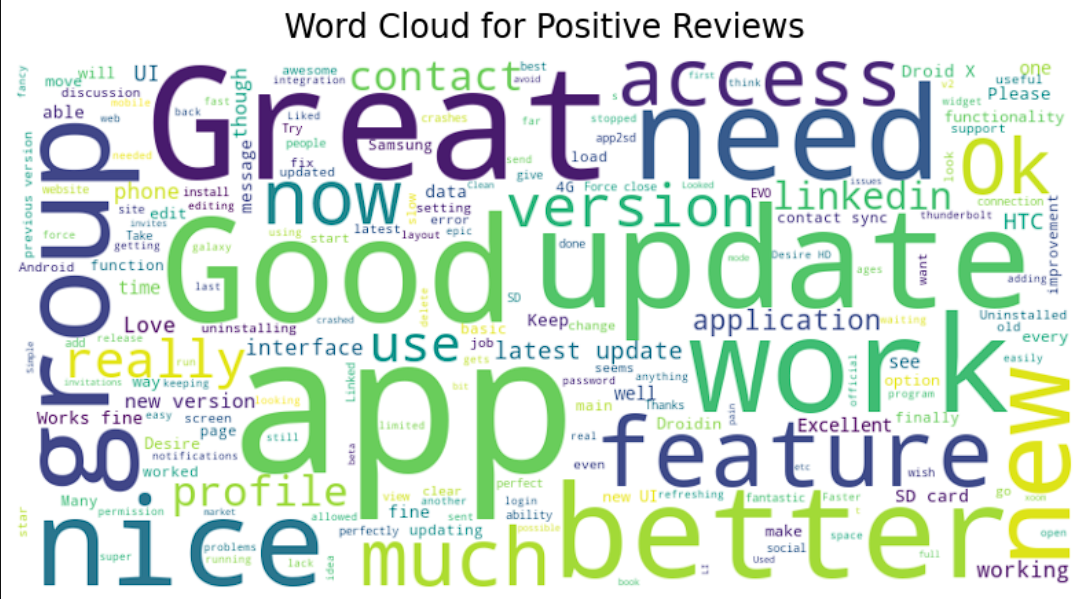 Word Cloud for Positive Reviews
fancy
move
will
UI
discussion
able
web
mobile
back
fast
Great
though
message
awesome
integration
Liked
Try
people
fix
updated
contact
best
avoid
crashes
Samsung
far
send
give
s
stopped
app2sd
load
access
first
think
need
Droid X
v2
widget
one
useful
Please
functionality
support
look
Ok
connection
previous version
website
force
needed
phone
install
editing
site
edit
invites
Take
getting
Android
function
time
group
now
data
Clean
setting
error
slow
latest
layout
epic
using
start
galaxy
last
Good
4G
Force close
Looked
version
EVO
issues
linkedin
contact sync
thunderbolt
HTC
improvement
done
mode
Desire HD
ages
want
adding
update
SD
delete
crashed
Love
uninstalling
basic
Keep
change
application
waiting
Uninstalled
old
every
easily
add
release
Simple
really
run
interface
use
job
gets
latest update
seems
anything
password
well
Thanks
work
official
see
option
program
invitations
way
keeping
new version
looking
Linked
bit
app
limited
still
beta
main
pain
Droidin
Excellent
finally
Works fine
easy
screen
page
Desire
notifications
worked
real
even
feature
etc
wish
new
profile
Many
permission
market
star
nice
super
problems
running
lack
idea
allowed
view
clear
another
fine
sent
perfect
login
ability
perfectly
updating
possible
much
better
new UI
refreshing
fantastic
Faster
t
SD card
go
soon
make
social
Used
space
full
open
book
LI
working